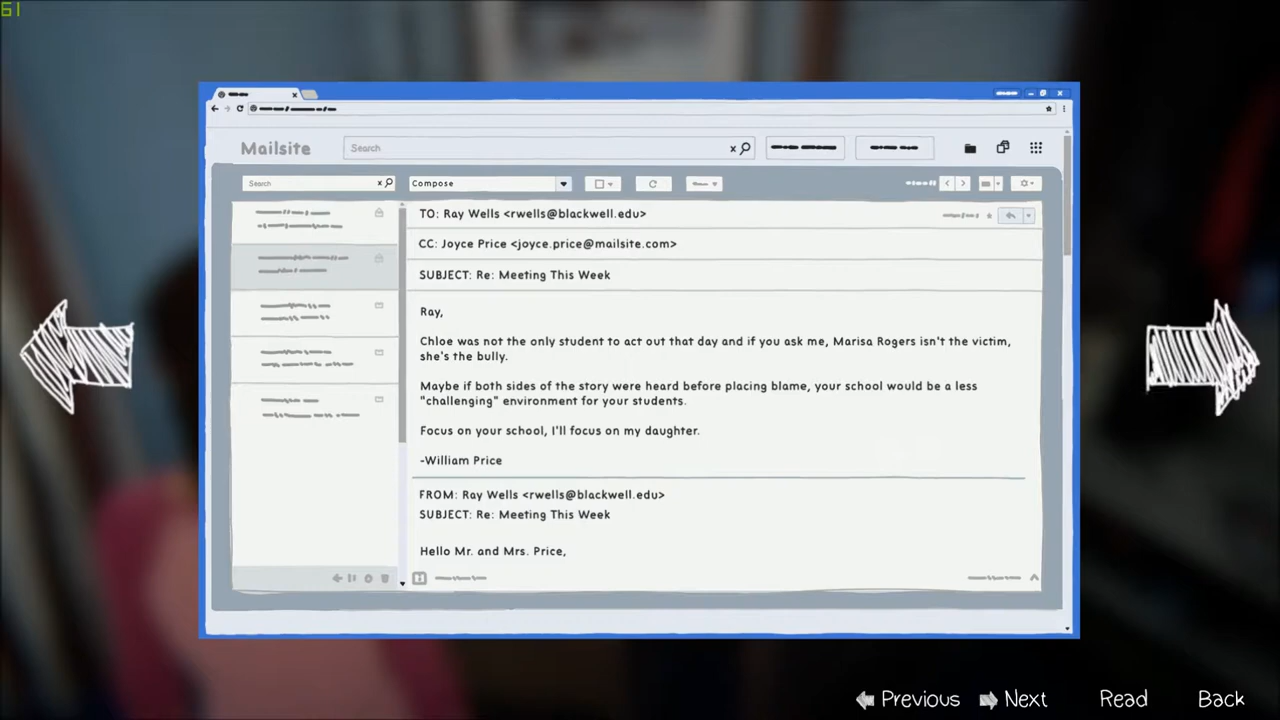 61
Mailsite
Search
Search
Compose
TO: Ray Wells <rwells@blackwell.edu>
CC: Joyce Price <joyce.price@mailsite.com>
SUBJECT: Re: Meeting This Week
Ray,
Chloe was not the only student to act out that day and if you ask me, Marisa Rogers isn't the victim,
she's the bully.
Maybe if both sides of the story were heard before placing blame, your school would be a less
"challenging" environment for your students.
Focus on your school, I'll focus on my daughter.
-William Price
FROM: Ray Wells <rwells@blackwell.edu>
SUBJECT: Re: Meeting This Week
Hello Mr. and Mrs. Price,
Previous
Next
Read
Back